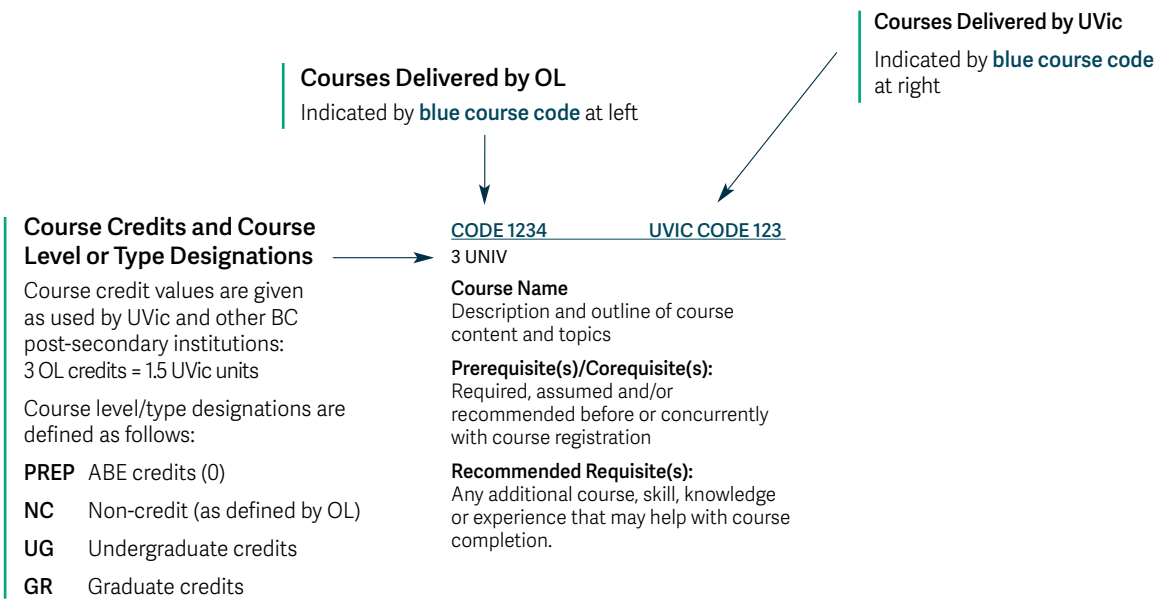 Courses Delivered by UVic
Indicated by blue course code
at right
Courses Delivered by OL
Indicated by blue course code at left
Course Credits and Course
Level or Type Designations
Course credit values are given
as used by UVic and other BC
post-secondary institutions:
3 OL credits = 1.5 UVic units
Course level/type designations are
defined as follows:
PREP ABE credits (0)
NC Non-credit (as defined by OL)
UG Undergraduate credits
GR Graduate credits
CODE 1234 UVIC CODE 123
3 UNIV
Course Name
Description and outline of course
content and topics
Prerequisite(s)/Corequisite(s):
Required, assumed and/or
recommended before or concurrently
with course registration
Recommended Requisite(s):
Any additional course, skill, knowledge
or experience that may help with course
completion.